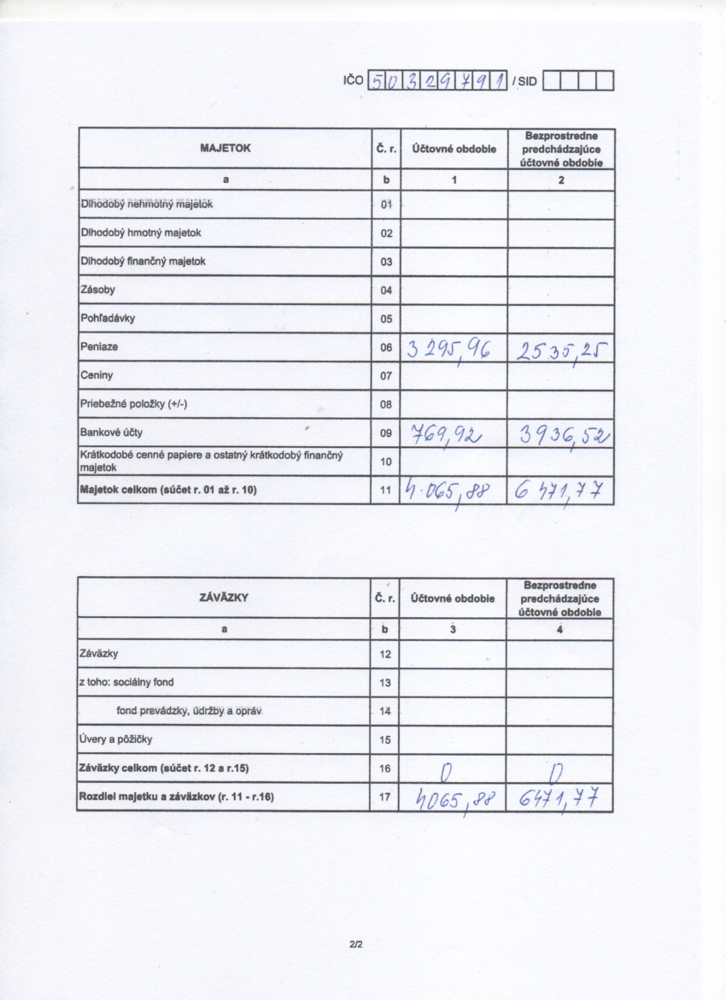 IČO 50329791 / SID
MAJETOK Č. r. Účtovné obdobie Bezprostredne predchádzajúce účtovné obdobie
a b 1 2
Dlhodobý nehmotný majetok 01
Dlhodobý hmotný majetok 02
Dlhodobý finančný majetok 03
Zásoby 04
Pohľadávky 05
Peniaze 06 3 295,96 2535,25
Ceniny 07
Priebežné položky (+/-) 08
Bankové účty 09 769,92 3936,52
Krátkodobé cenné papiere a ostatný krátkodobý finančný
majetok 10
Majetok celkom (súčet r. 01 až r. 10) 11 4.065,88 6 471,77
ZÁVÄZKY Č. r. Účtovné obdobie Bezprostredne predchádzajúce účtovné obdobie
a b 3 4
Záväzky 12
z toho: sociálny fond 13
fond prevádzky, údržby a opráv 14
Úvery a pôžičky 15
Záväzky celkom (súčet r. 12 a r.15) 16 0 0
Rozdiel majetku a záväzkov (r. 11 - r.16) 17 4065,88 6471,77
2/2